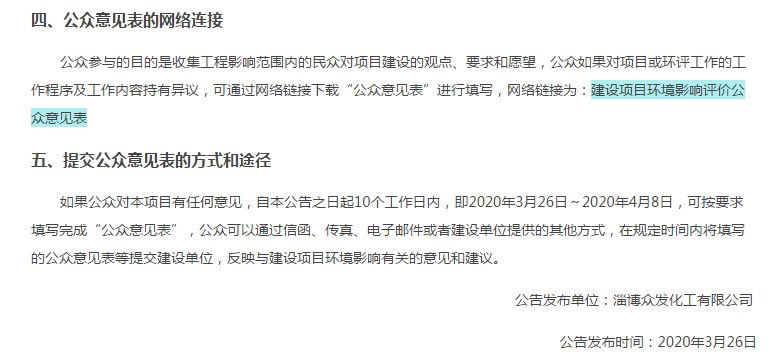 四、公众意见表的网络连接
公众参与的目的是收集工程影响范围内的民众对项目建设的观点、要求和愿望，公众如果对项目或环评工作的工
作程序及工作内容持有异议，可通过网络链接下载“公众意见表”进行填写，网络链接为：建设项目环境影响评价公
众意见表
五、提交公众意见表的方式和途径
如果公众对本项目有任何意见，自本公告之日起10个工作日内，即2020年3月26日～2020年4月8日，可按要求
填写完成“公众意见表”，公众可以通过信函、传真、电子邮件或者建设单位提供的其他方式，在规定时间内将填写
的公众意见表等提交建设单位，反映与建设项目环境影响有关的意见和建议。
公告发布单位：淄博众发化工有限公司
公告发布时间：2020年3月26日